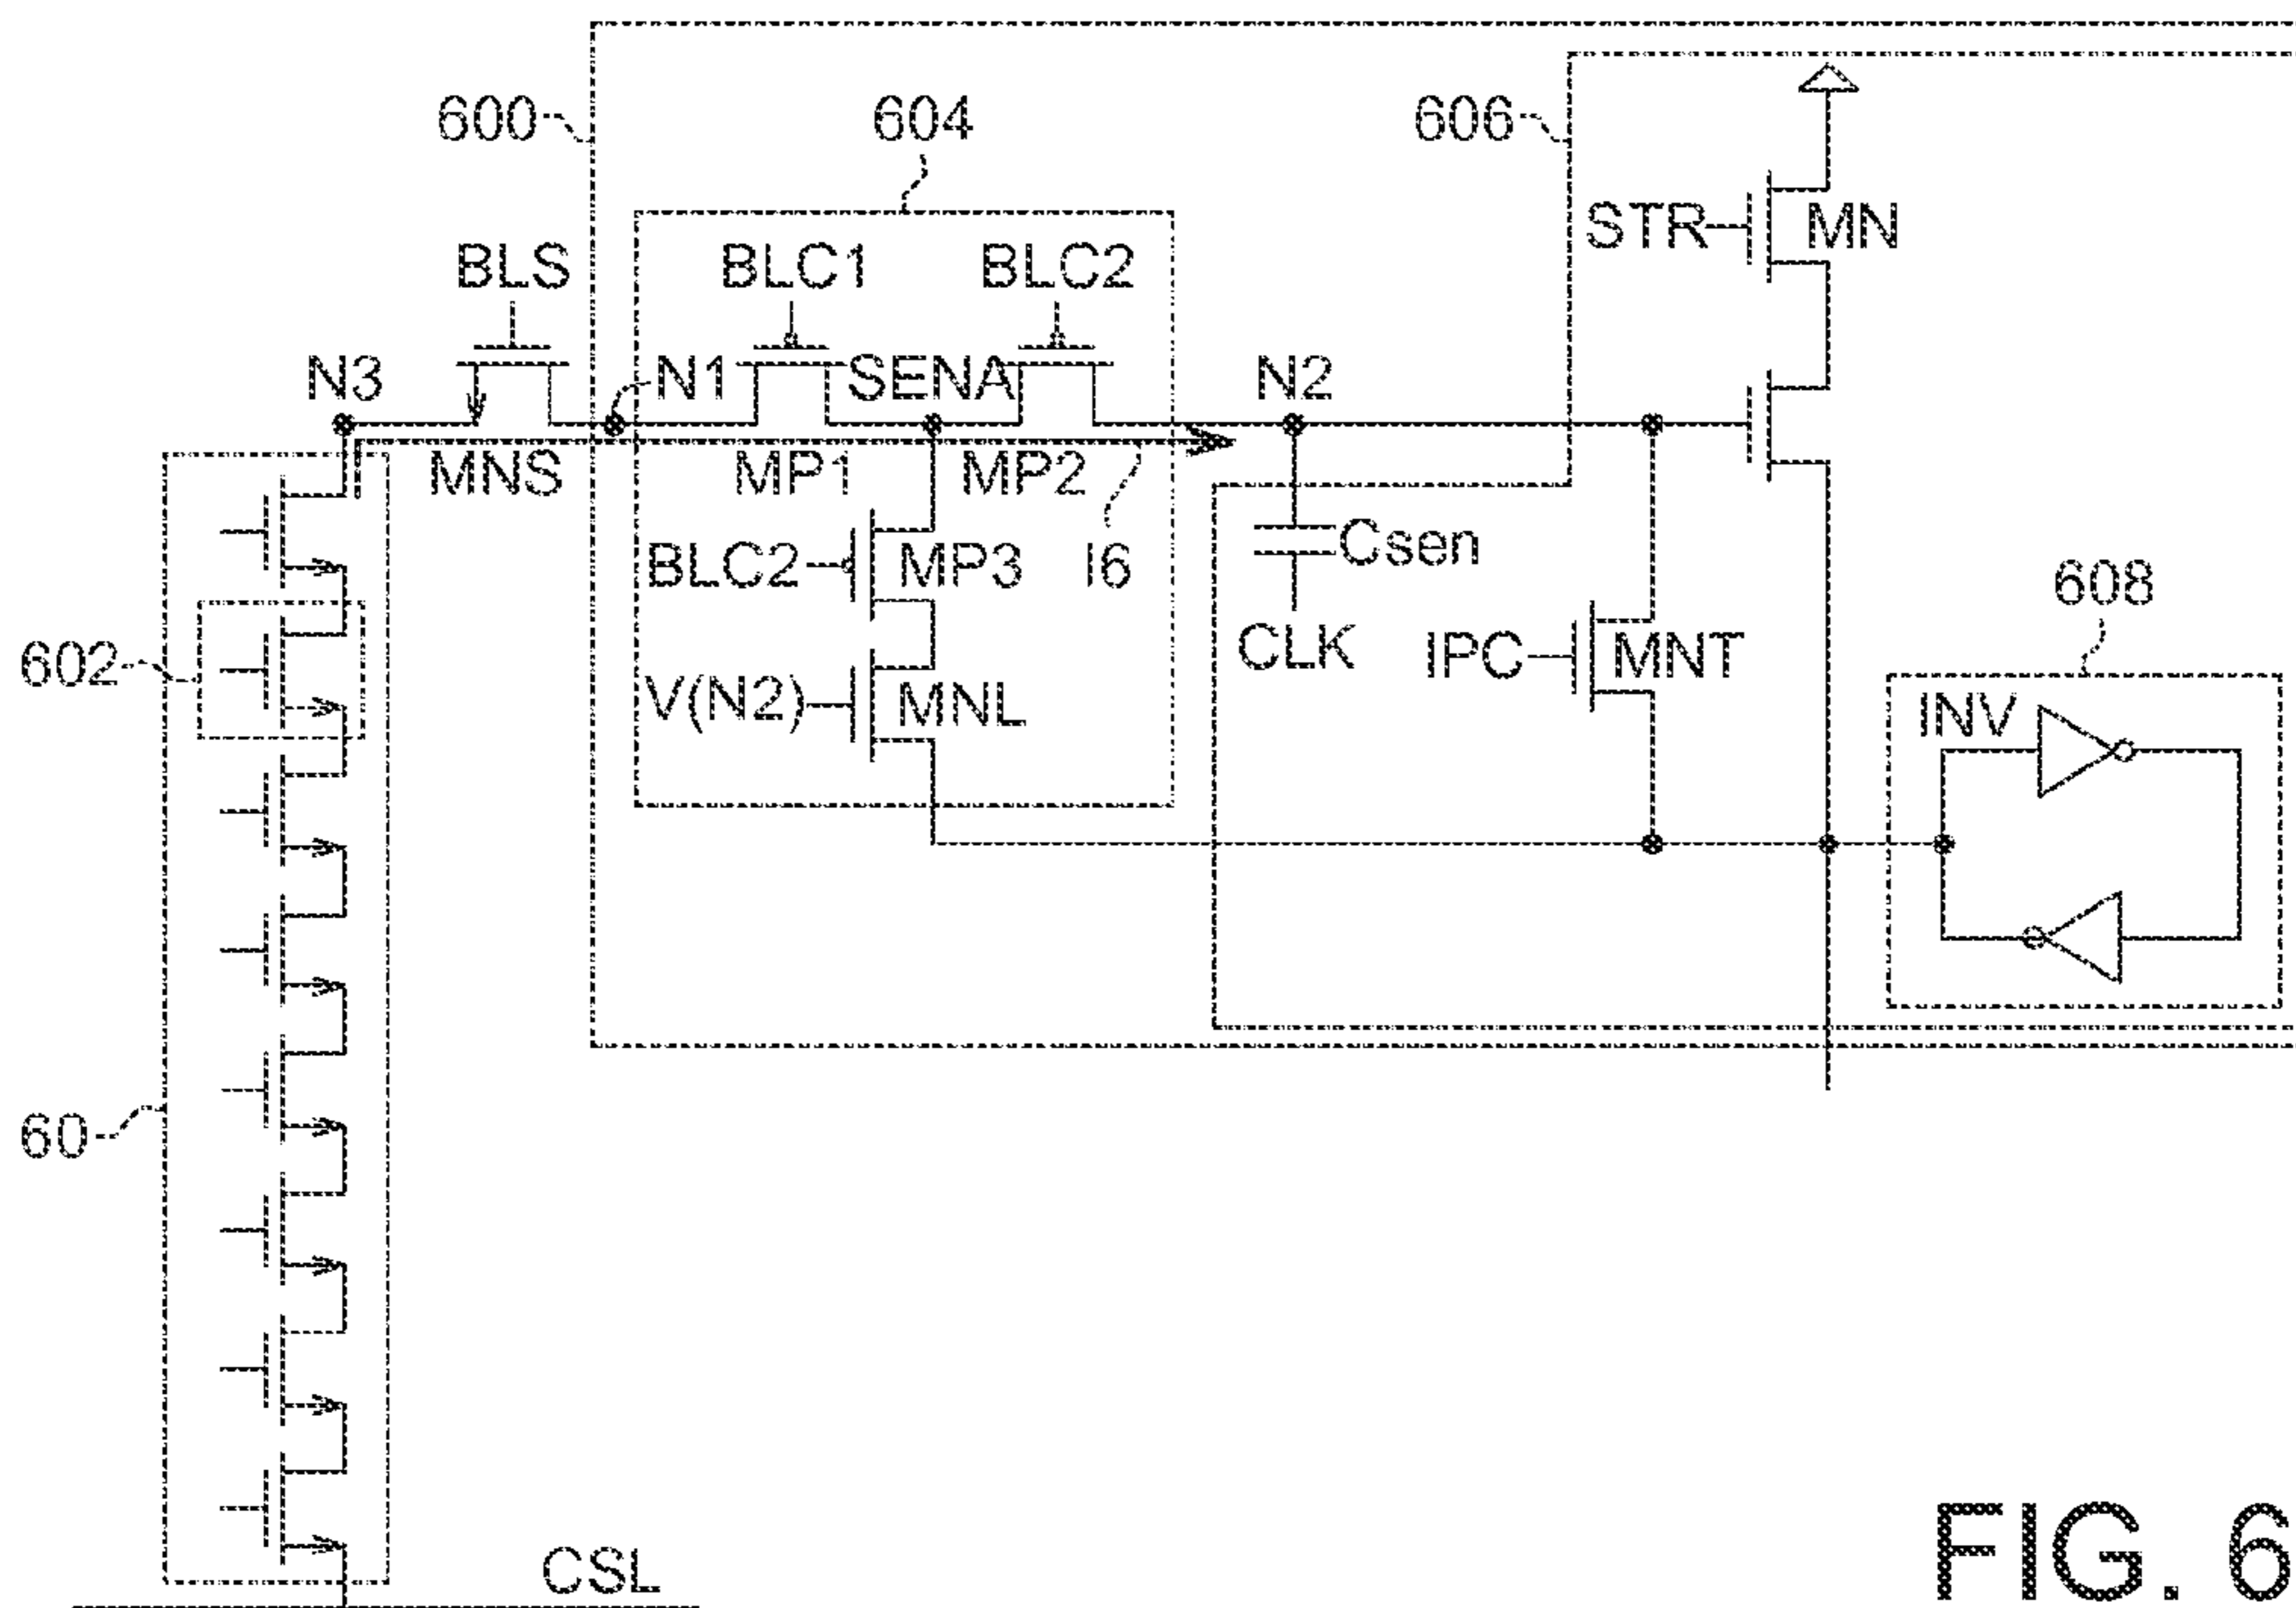 600
604
606
STR
MN
BLS
BLC1
BLC2
N3
N1
SENA
N2
MNS
MP1
MP2
BLC2
MP3
I6
Csen
602
CLK
IPC
MNT
608
V(N2)
MNL
INV
60
CSL
FIG. 6